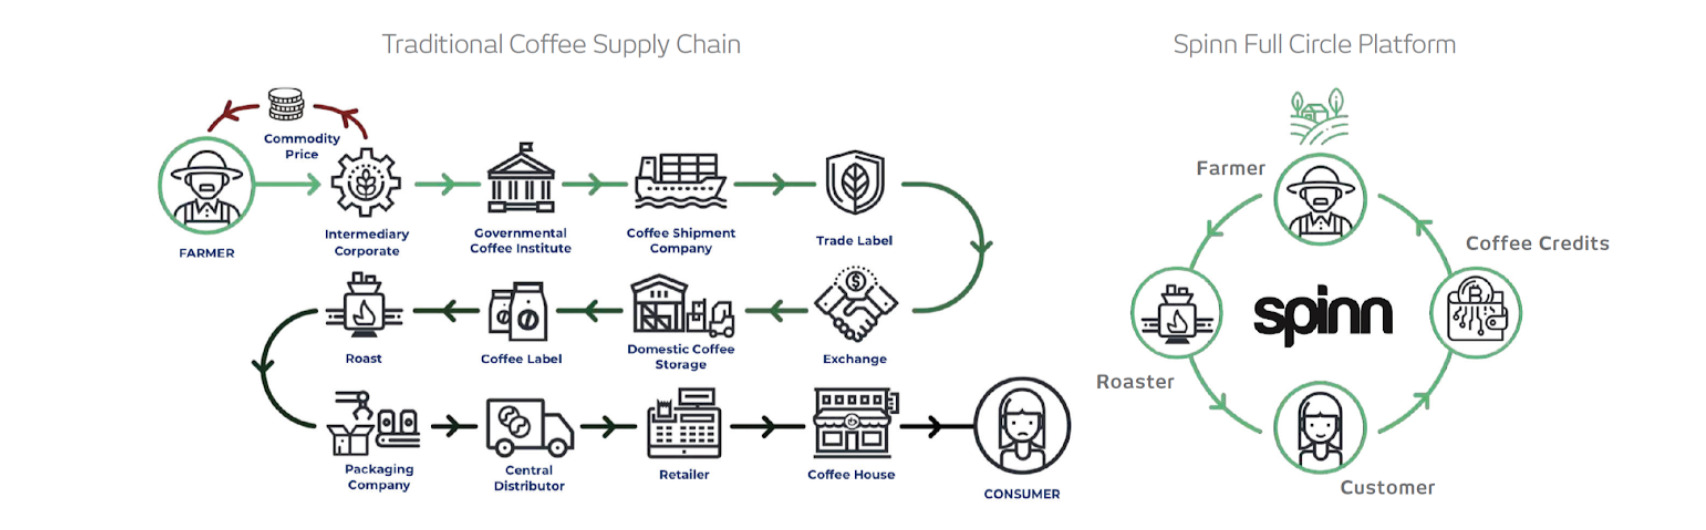 Traditional Coffee Supply Chain
Spinn Full Circle Platform
Commodity
Price
FARMER
Intermediary
Corporate
Governmental
Coffee Institute
Coffee Shipment
Company
Trade Label
Roast
Coffee Label
Domestic Coffee
Storage
Exchange
Packaging
Company
Central
Distributor
Retailer
Coffee House
CONSUMER
Farmer
Coffee Credits
spinn
Roaster
Customer